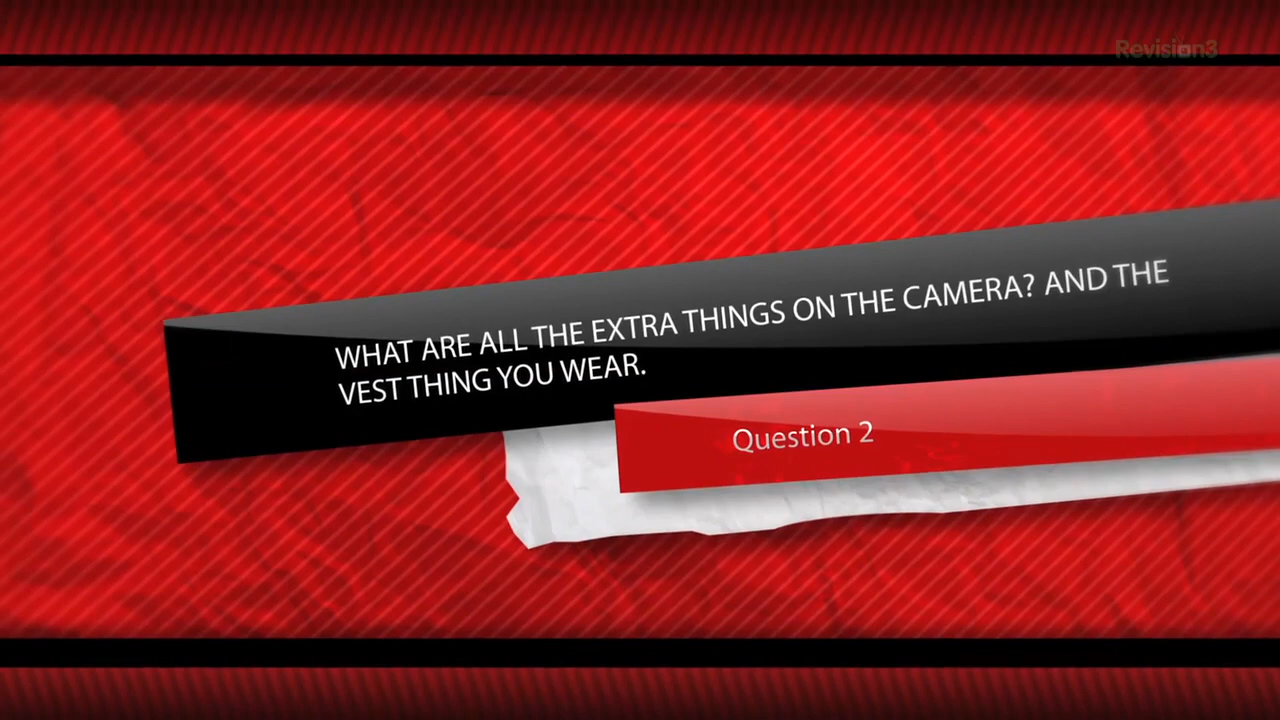 Revision3
WHAT ARE ALL THE EXTRA THINGS ON THE CAMERA? AND THE
VEST THING YOU WEAR.
Question 2